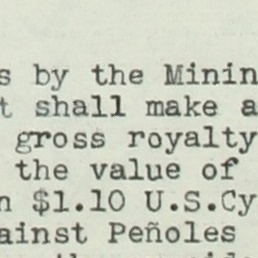 s by the Minin
t shall make a
gross royalty
the value of
n $1.10 U.S.Cy
ainst Peñoles